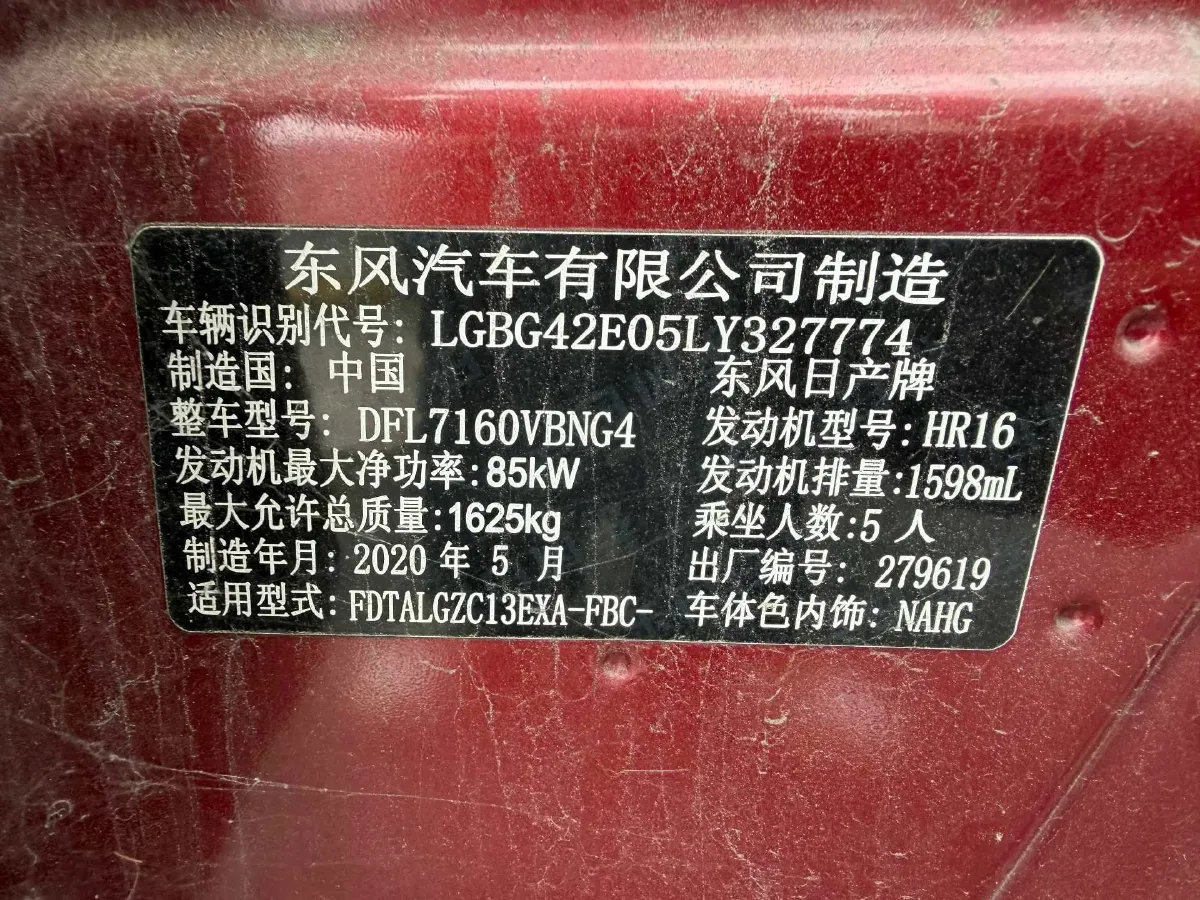 东风汽车有限公司制造
车辆识别代号: LGBG42E05LY327774
制造国: 中国 东风日产牌
整车型号: DFL7160VBNG4 发动机型号: HR16
发动机最大净功率:85kW 发动机排量:1598mL
最大允许总质量:1625kg 乘坐人数:5 人
制造年月: 2020 年 5 月 出厂编号: 279619
适用型式: FDTALGZC13EXA-FBC- 车体色内饰: NAHG